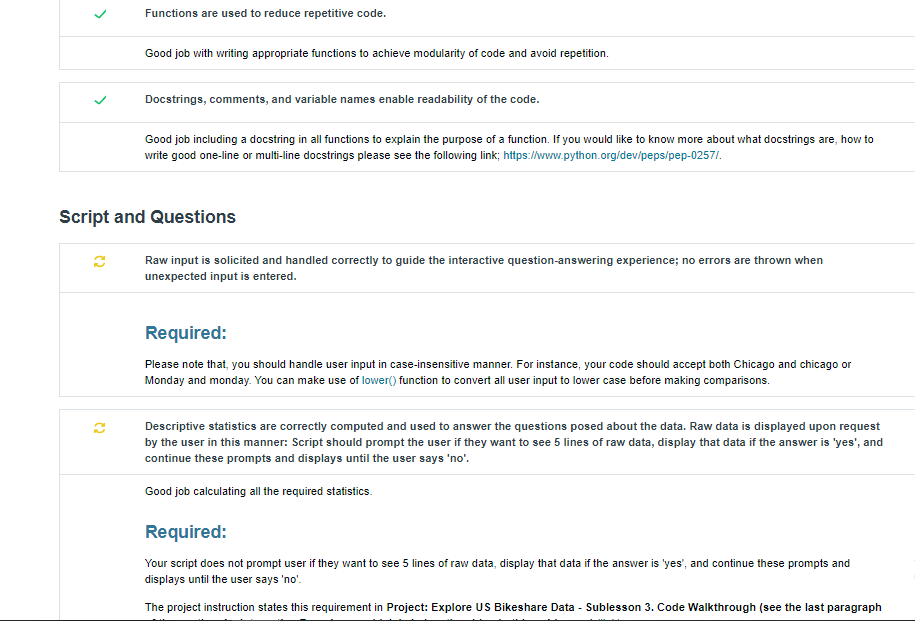 Functions are used to reduce repetitive code.
Good job with writing appropriate functions to achieve modularity of code and avoid repetition.
Docstrings, comments, and variable names enable readability of the code.
Good job including a docstring in all functions to explain the purpose of a function. If you would like to know more about what docstrings are, how to
write good one-line or multi-line docstrings please see the following link; https://www.python.org/dev/peps/pep-0257/.
Script and Questions
Raw input is solicited and handled correctly to guide the interactive question-answering experience; no errors are thrown when
unexpected input is entered.
Required:
Please note that, you should handle user input in case-insensitive manner. For instance, your code should accept both Chicago and chicago or
Monday and monday. You can make use of lower() function to convert all user input to lower case before making comparisons.
Descriptive statistics are correctly computed and used to answer the questions posed about the data. Raw data is displayed upon request
by the user in this manner: Script should prompt the user if they want to see 5 lines of raw data, display that data if the answer is 'yes', and
continue these prompts and displays until the user says 'no'.
Good job calculating all the required statistics.
Required:
Your script does not prompt user if they want to see 5 lines of raw data, display that data if the answer is 'yes', and continue these prompts and
displays until the user says 'no'.
The project instruction states this requirement in Project: Explore US Bikeshare Data - Sublesson 3. Code Walkthrough (see the last paragraph